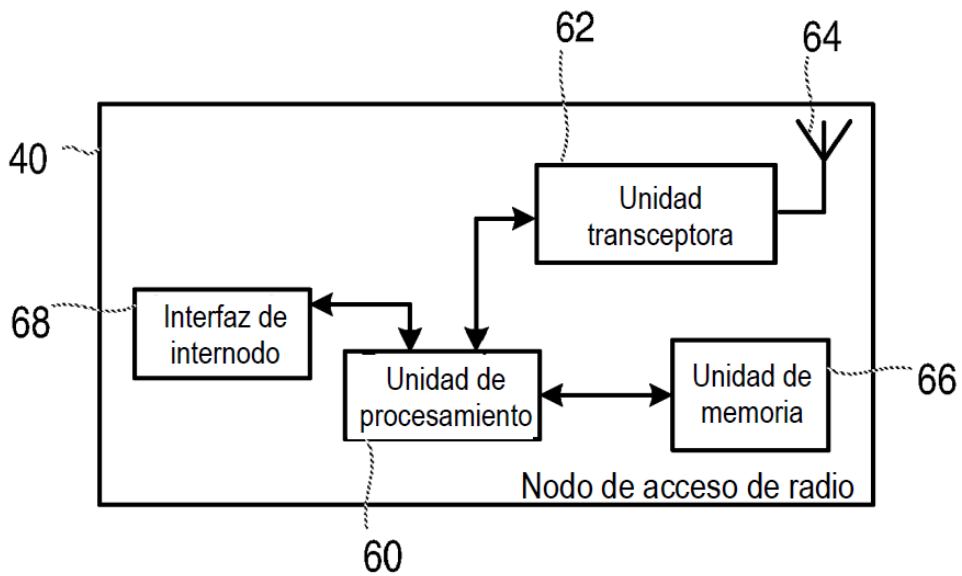 62
64
40
Unidad
transceptora
68
Interfaz de
internodo
Unidad de
procesamiento
Unidad de
memoria
66
Nodo de acceso de radio
60